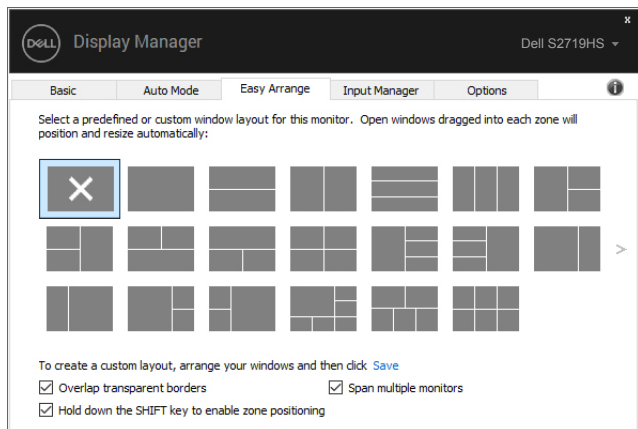 x
DELL Display Manager Dell S2719HS
Basic Auto Mode Easy Arrange Input Manager Options i
Select a predefined or custom window layout for this monitor. Open windows dragged into each zone will
position and resize automatically:
To create a custom layout, arrange your windows and then click Save
Overlap transparent borders Span multiple monitors
Hold down the SHIFT key to enable zone positioning